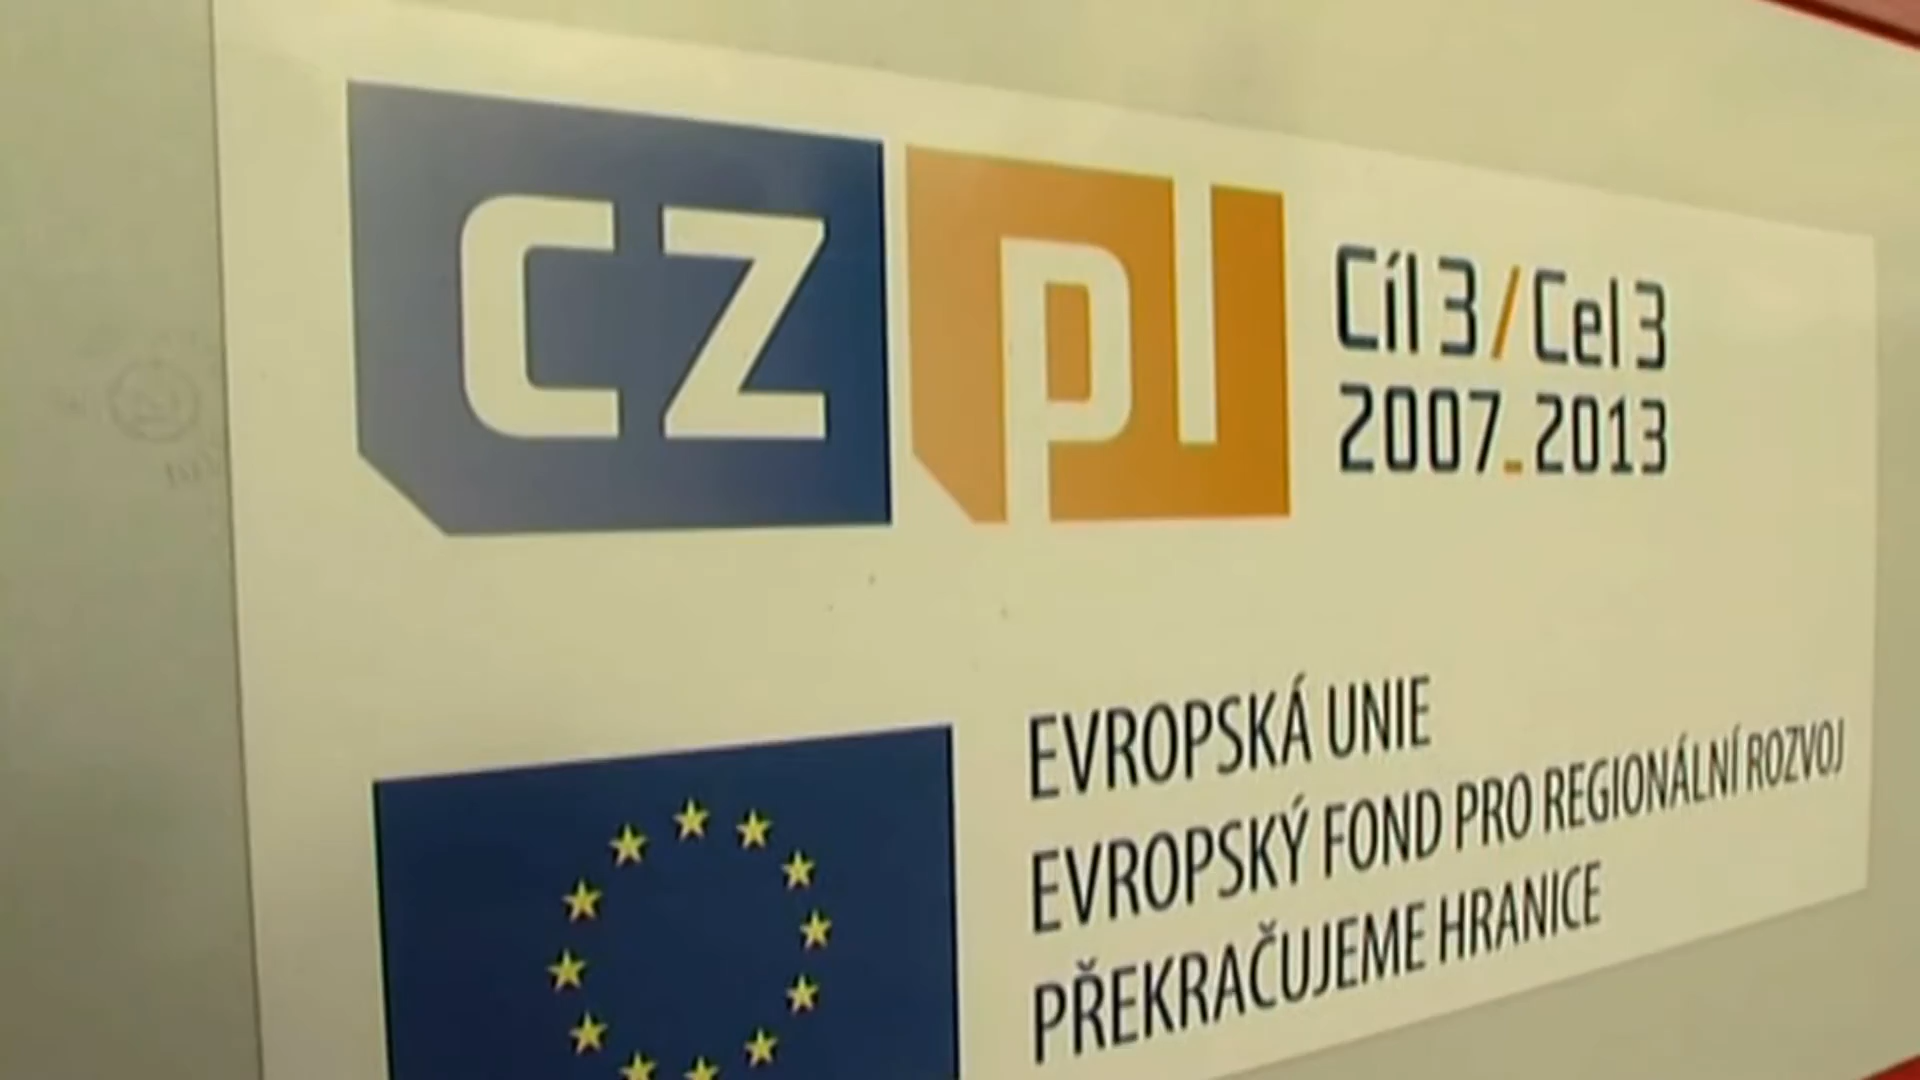 CZ pl
Cíl 3 / Cel 3
2007_2013
EVROPSKÁ UNIE
EVROPSKÝ FOND PRO REGIONÁLNÍ ROZVOJ
PŘEKRAČUJEME HRANICE